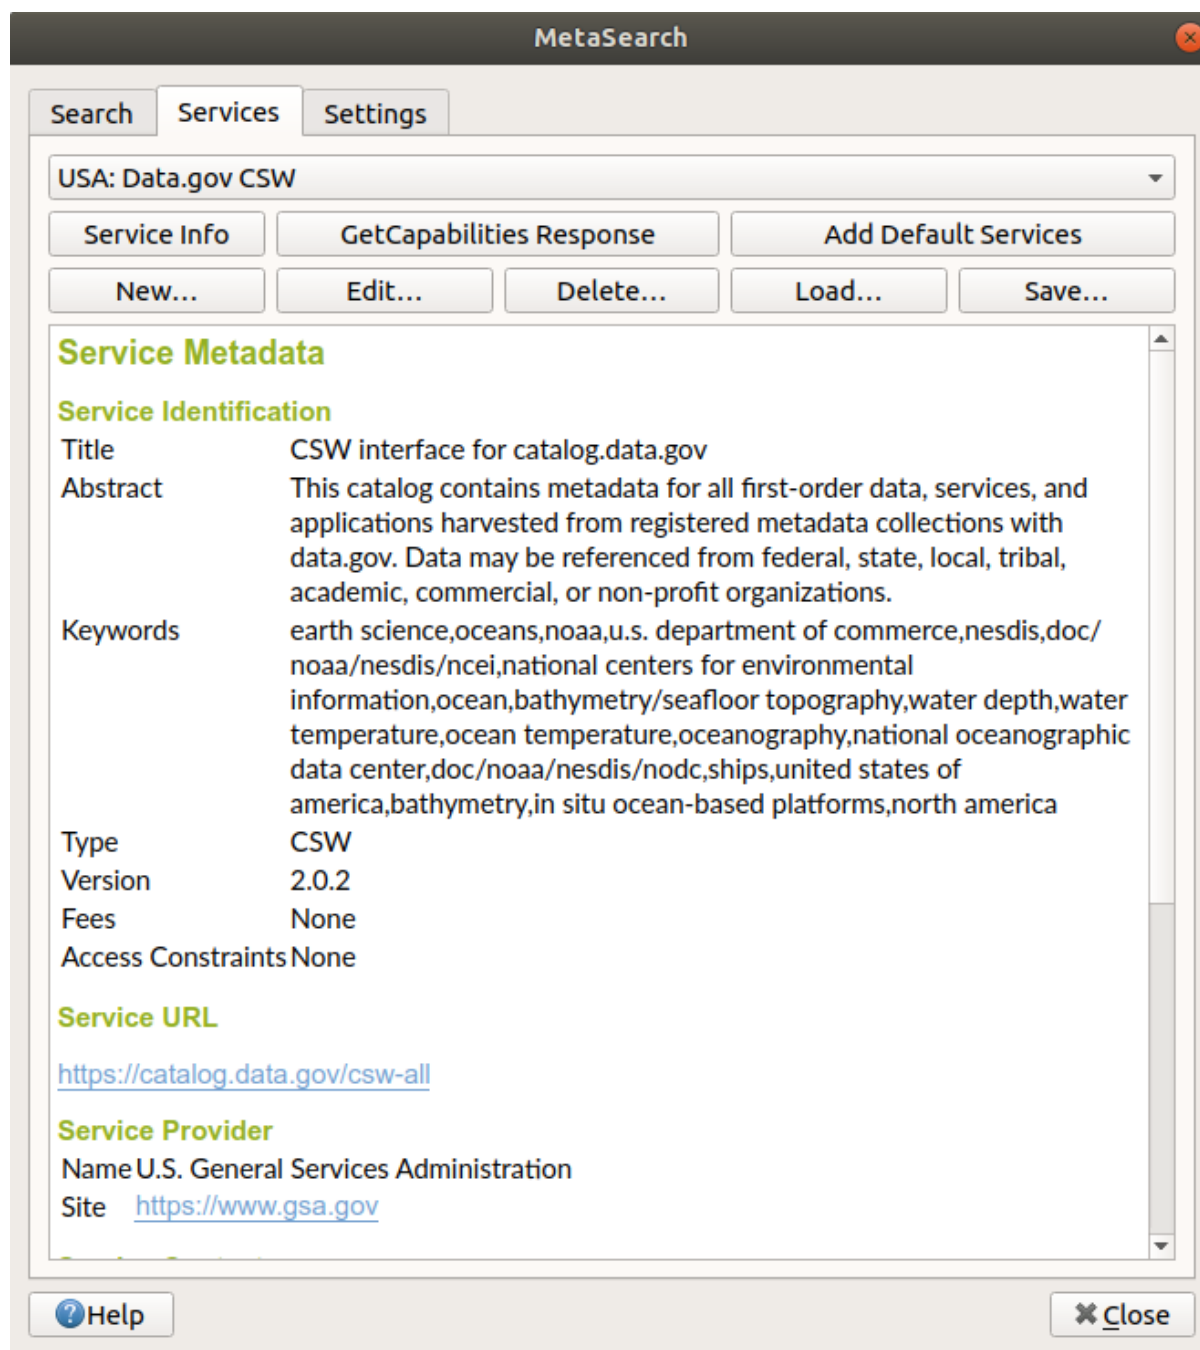 MetaSearch
Search Services Settings
USA: Data.gov CSW
Service Info GetCapabilities Response Add Default Services
New... Edit... Delete... Load... Save...
Service Metadata
Service Identification
Title CSW interface for catalog.data.gov
Abstract This catalog contains metadata for all first-order data, services, and
applications harvested from registered metadata collections with
data.gov. Data may be referenced from federal, state, local, tribal,
academic, commercial, or non-profit organizations.
Keywords earth science,oceans,noaa,u.s. department of commerce,nesdis,doc/
noaa/nesdis/ncei,national centers for environmental
information,ocean,bathymetry/seafloor topography,water depth,water
temperature,ocean temperature,oceanography,national oceanographic
data center,doc/noaa/nesdis/nodc,ships,united states of
america,bathymetry,in situ ocean-based platforms,north america
Type CSW
Version 2.0.2
Fees None
Access Constraints None
Service URL
https://catalog.data.gov/csw-all
Service Provider
Name U.S. General Services Administration
Site https://www.gsa.gov
Help Close